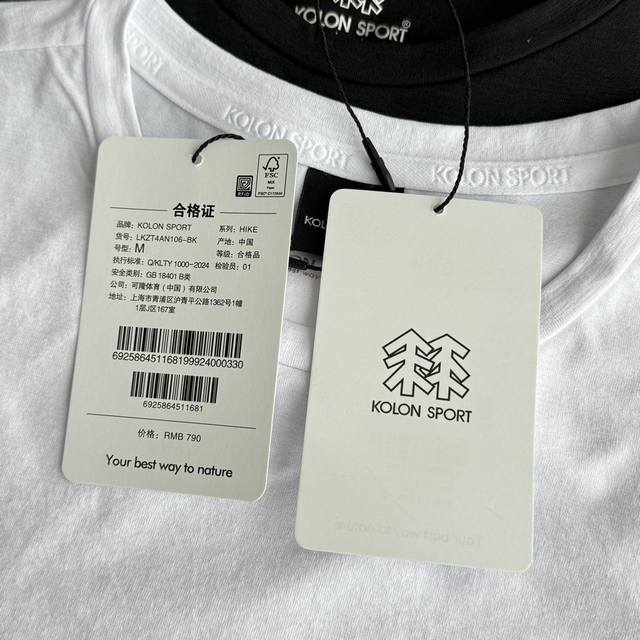 KOLON SPORT®
KOLON SPORT
KOLON SPORT
FSC
MIX
合格证
品牌: KOLON SPORT 系列: HIKE
货号: LKZT4AN106-BK 产地: 中国
号型: M 等级: 合格品
执行标准: Q/KLTY 1000-2024 检验员: 01
安全类别: GB 18401 B类
公司: 可隆体育（中国）有限公司
地址: 上海市青浦区沪青平公路1362号1幢
1层J区167室
69258645116819992400​0330
6925864511681
价格: RMB 790
Your best way to nature
KOL
KOLON SPORT